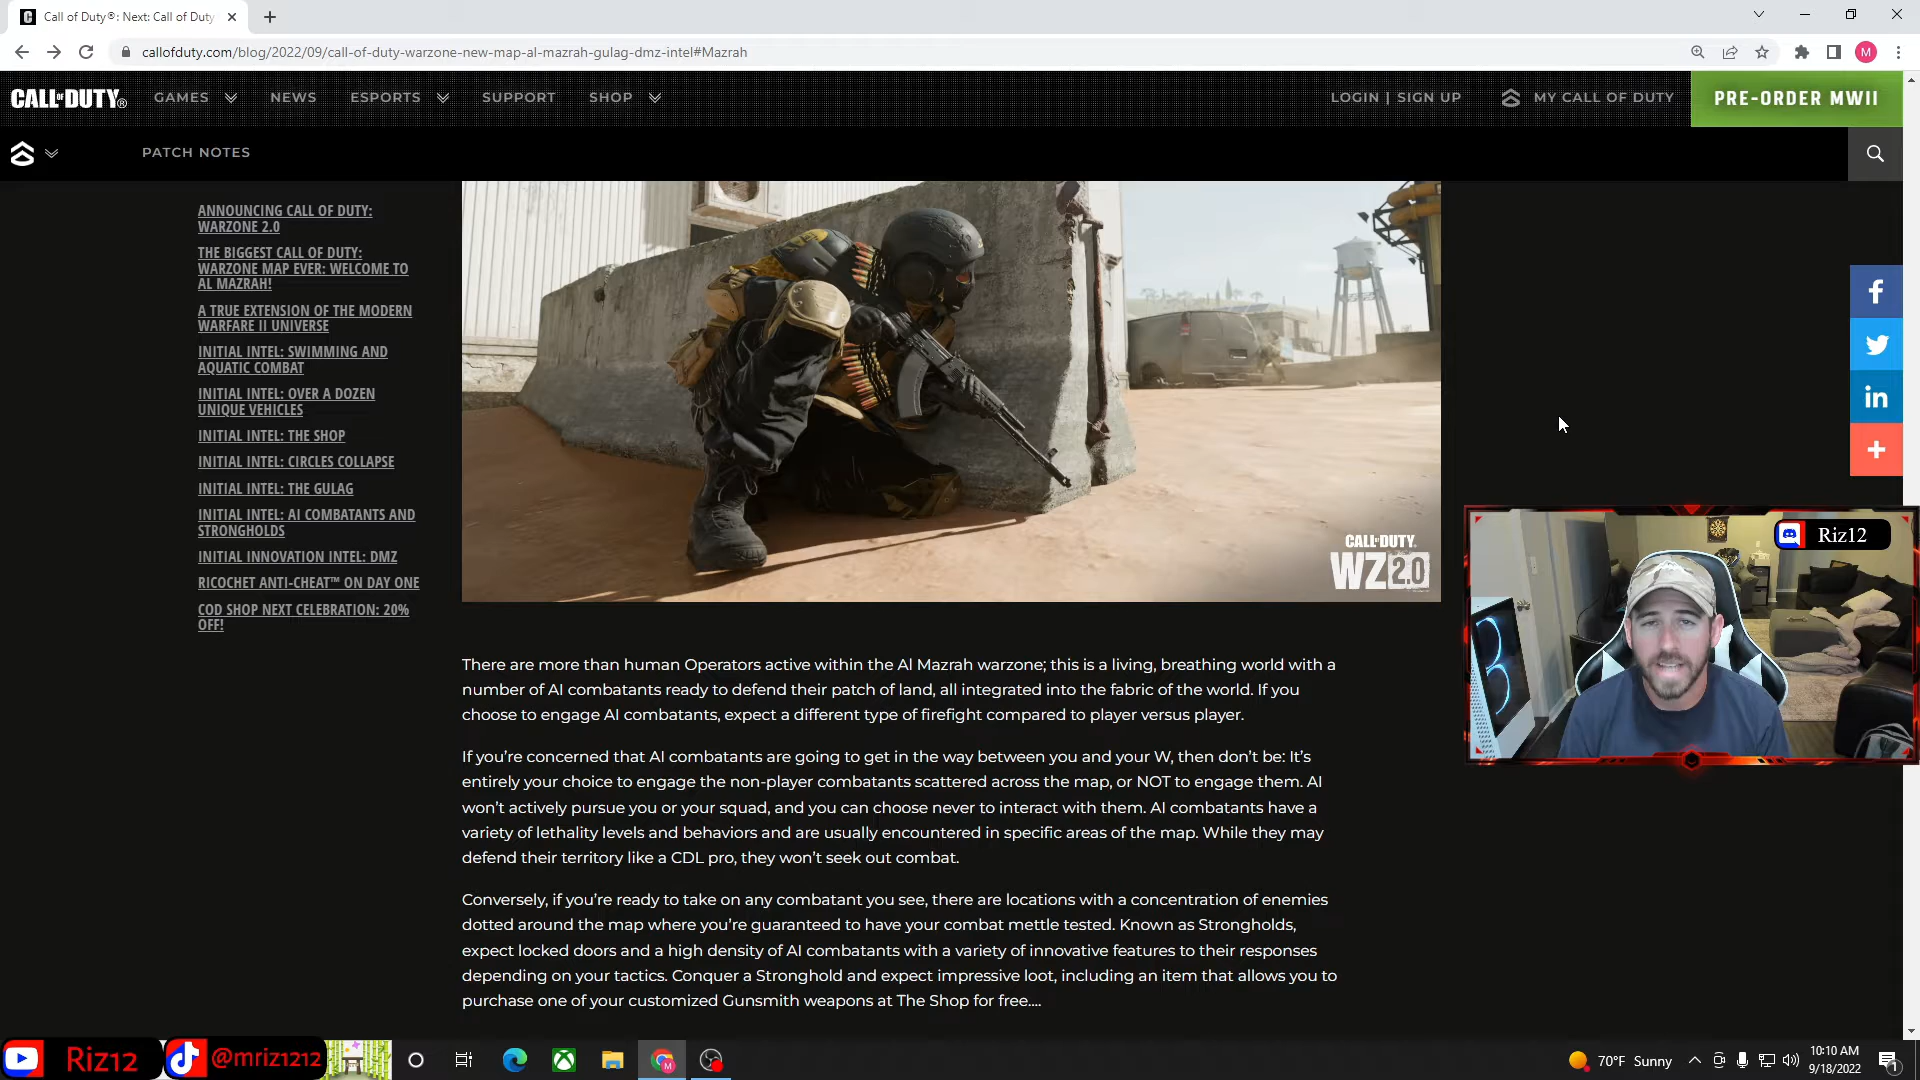 Call of Duty®: Next: Call of Duty
callofduty.com/blog/2022/09/call-of-duty-warzone-new-map-al-mazrah-gulag-dmz-intel#Mazrah
M
CALL OF DUTY®
GAMES
NEWS
ESPORTS
SUPPORT
SHOP
LOGIN | SIGN UP
MY CALL OF DUTY
PRE-ORDER MWII
PATCH NOTES
ANNOUNCING CALL OF DUTY:
WARZONE 2.0
THE BIGGEST CALL OF DUTY:
WARZONE MAP EVER: WELCOME TO
AL MAZRAH!
A TRUE EXTENSION OF THE MODERN
WARFARE II UNIVERSE
INITIAL INTEL: SWIMMING AND
AQUATIC COMBAT
INITIAL INTEL: OVER A DOZEN
UNIQUE VEHICLES
INITIAL INTEL: THE SHOP
INITIAL INTEL: CIRCLES COLLAPSE
INITIAL INTEL: THE GULAG
INITIAL INTEL: AI COMBATANTS AND
STRONGHOLDS
INITIAL INNOVATION INTEL: DMZ
RICOCHET ANTI-CHEAT™ ON DAY ONE
COD SHOP NEXT CELEBRATION: 20%
OFF!
CALL OF DUTY
WZ 2.0
Riz12
There are more than human Operators active within the Al Mazrah warzone; this is a living, breathing world with a
number of AI combatants ready to defend their patch of land, all integrated into the fabric of the world. If you
choose to engage AI combatants, expect a different type of firefight compared to player versus player.
If you’re concerned that AI combatants are going to get in the way between you and your W, then don’t be: It’s
entirely your choice to engage the non-player combatants scattered across the map, or NOT to engage them. AI
won’t actively pursue you or your squad, and you can choose never to interact with them. AI combatants have a
variety of lethality levels and behaviors and are usually encountered in specific areas of the map. While they may
defend their territory like a CDL pro, they won’t seek out combat.
Conversely, if you’re ready to take on any combatant you see, there are locations with a concentration of enemies
dotted around the map where you’re guaranteed to have your combat mettle tested. Known as Strongholds,
expect locked doors and a high density of AI combatants with a variety of innovative features to their responses
depending on your tactics. Conquer a Stronghold and expect impressive loot, including an item that allows you to
purchase one of your customized Gunsmith weapons at The Shop for free....
Riz12
@mriz1212
70°F Sunny
10:10 AM
9/18/2022
1